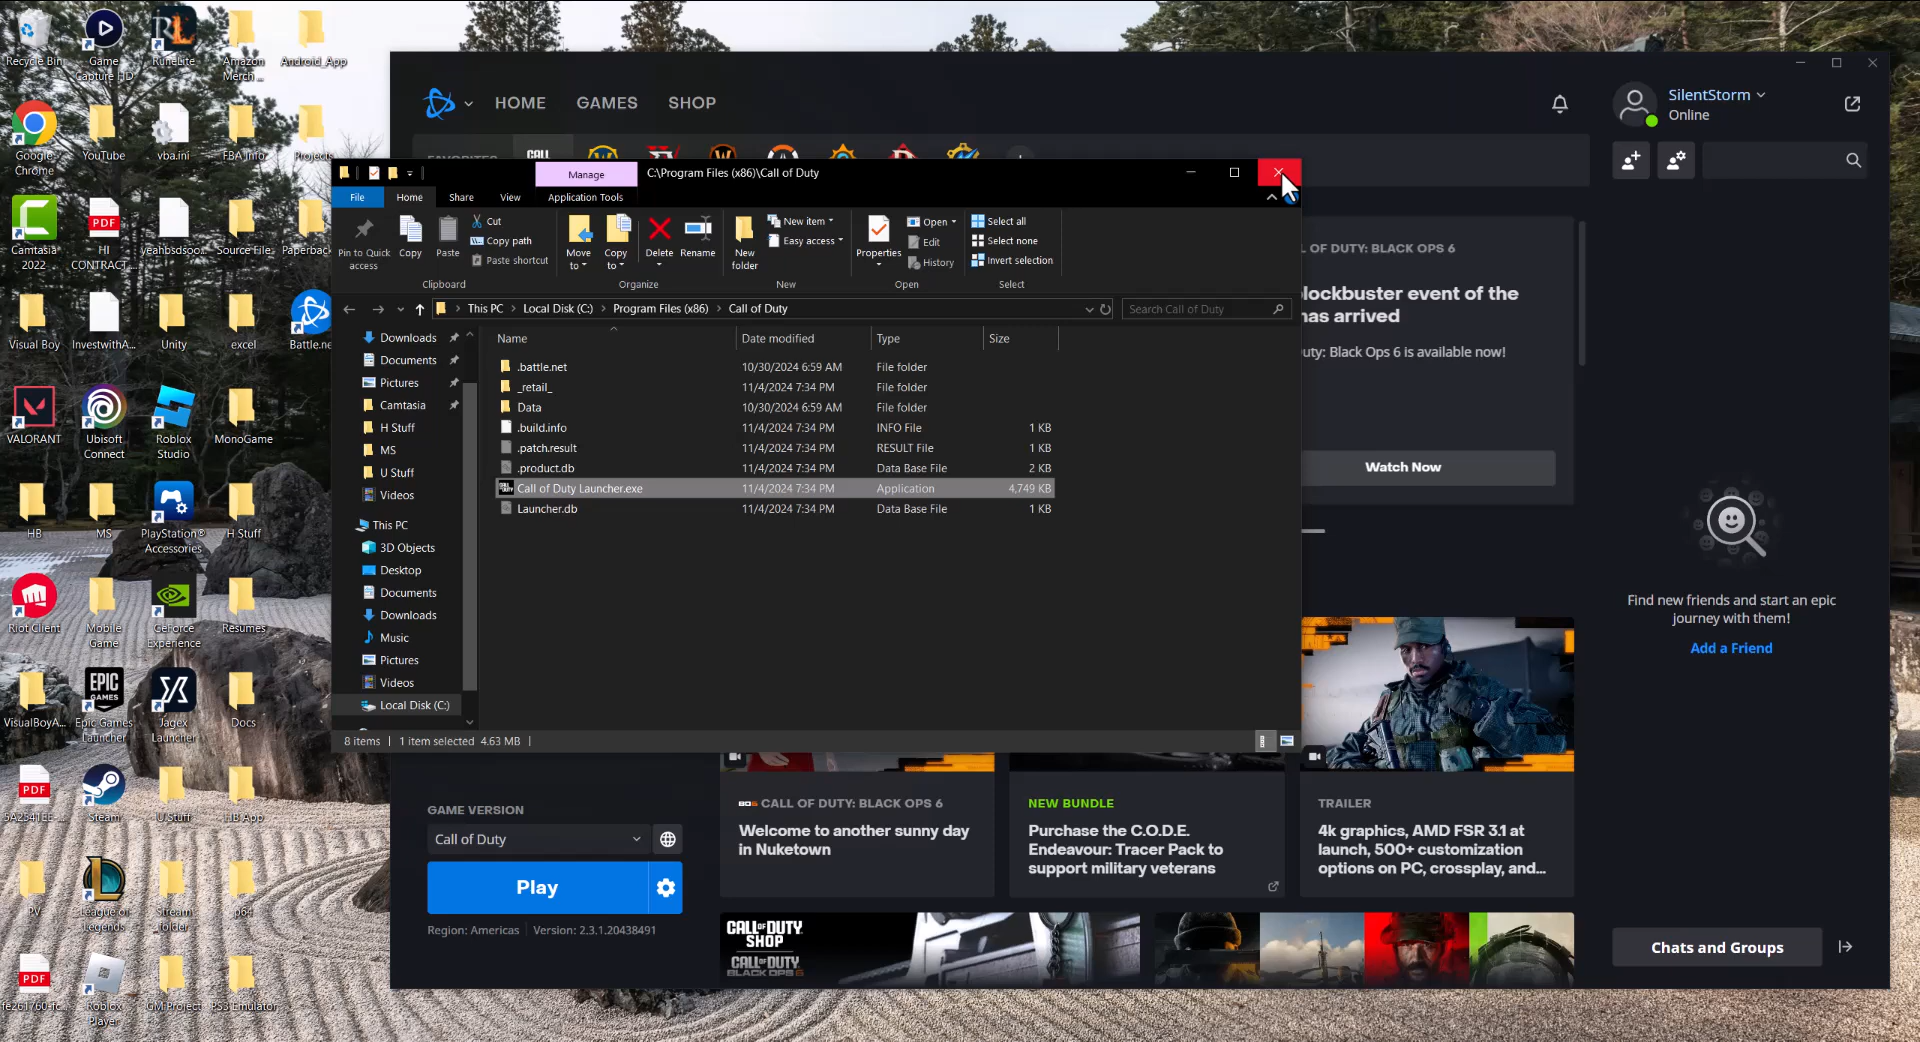 Recycle Bin
Game
Capture HD
RuneLite
Amazon
Merch ...
Android_App
Google
Chrome
YouTube
vba.ini
FBA Info
Projects
Camtasia
2022
HI
CONTRACT...
yeahbsdsoo...
Source File
Paperback
Visual Boy
InvestwithA...
Unity
excel
Battle.ne
VALORANT
Ubisoft
Connect
Roblox
Studio
MonoGame
HB
MS
PlayStation®
Accessories
H Stuff
Riot Client
Mobile
Game
GeForce
Experience
Resumes
VisualBoyA...
Epic Games
Launcher
Jagex
Launcher
Docs
5A2341EE-...
Steam
U Stuff
HB App
PV
League of
Legends
Stream
folder
p64
fe261760-fc...
Roblox
Player
GM Project
PS3 Emulator
HOME
GAMES
SHOP
SilentStorm
Online
FAVORITES
Manage
C:\Program Files (x86)\Call of Duty
File
Home
Share
View
Application Tools
Pin to Quick
access
Copy
Paste
Cut
Copy path
Paste shortcut
Clipboard
Move
to
Copy
to
Delete
Rename
Organize
New
folder
New item
Easy access
New
Properties
Open
Edit
History
Open
Select all
Select none
Invert selection
Select
This PC > Local Disk (C:) > Program Files (x86) > Call of Duty
Search Call of Duty
Downloads
Documents
Pictures
Camtasia
H Stuff
MS
U Stuff
Videos
This PC
3D Objects
Desktop
Documents
Downloads
Music
Pictures
Videos
Local Disk (C:)
Name Date modified Type Size
.battle.net 10/30/2024 6:59 AM File folder
_retail_ 11/4/2024 7:34 PM File folder
Data 10/30/2024 6:59 AM File folder
.build.info 11/4/2024 7:34 PM INFO File 1 KB
.patch.result 11/4/2024 7:34 PM RESULT File 1 KB
.product.db 11/4/2024 7:34 PM Data Base File 2 KB
Call of Duty Launcher.exe 11/4/2024 7:34 PM Application 4,749 KB
Launcher.db 11/4/2024 7:34 PM Data Base File 1 KB
8 items 1 item selected 4.63 MB
L OF DUTY: BLACK OPS 6
lockbuster event of the
has arrived
uty: Black Ops 6 is available now!
Watch Now
Find new friends and start an epic
journey with them!
Add a Friend
GAME VERSION
Call of Duty
Play
Region: Americas Version: 2.3.1.20438491
CALL OF DUTY: BLACK OPS 6
Welcome to another sunny day
in Nuketown
NEW BUNDLE
Purchase the C.O.D.E.
Endeavour: Tracer Pack to
support military veterans
TRAILER
4k graphics, AMD FSR 3.1 at
launch, 500+ customization
options on PC, crossplay, and...
CALL OF DUTY
SHOP
CALL OF DUTY
BLACK OPS 6
Chats and Groups